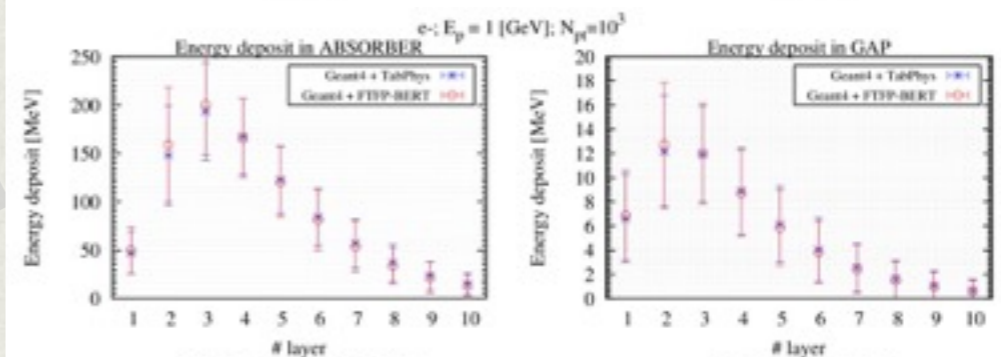 e-; E_p = 1 [GeV]; N_pt=10^3
Energy deposit in ABSORBER
Energy deposit [MeV]
250
200
150
100
50
0
Geant4 + TabPhys
Geant4 + FTFP-BERT
1 2 3 4 5 6 7 8 9 10
# layer
Energy deposit in GAP
Energy deposit [MeV]
20
18
16
14
12
10
8
6
4
2
0
Geant4 + TabPhys
Geant4 + FTFP-BERT
1 2 3 4 5 6 7 8 9 10
# layer